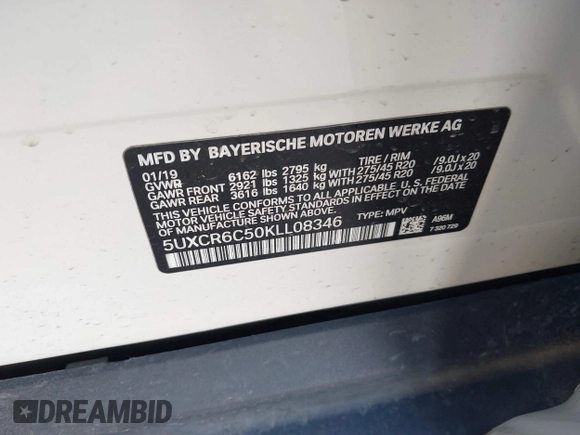 MFD BY BAYERISCHE MOTOREN WERKE AG
01/19
GVWR 6162 lbs 2795 kg TIRE / RIM
GAWR FRONT 2921 lbs 1325 kg WITH 275/45 R20 /9.0J x 20
GAWR REAR 3616 lbs 1640 kg WITH 275/45 R20 /9.0J x 20
THIS VEHICLE CONFORMS TO ALL APPLICABLE FEDERAL
MOTOR VEHICLE SAFETY STANDARDS IN EFFECT ON THE
DATE OF MANUFACTURE SHOWN ABOVE.
5UXCR6C50KLL08346 TYPE: MPV
A96M
7 320 729
DREAMBID